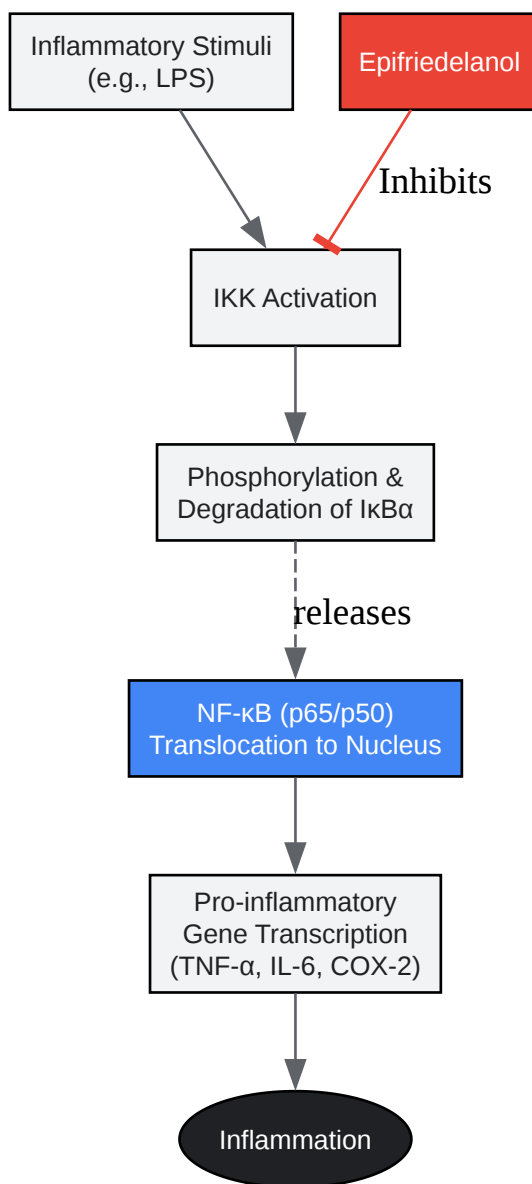 Inflammatory Stimuli
(e.g., LPS)
Epifriedelanol
Inhibits
IKK Activation
Phosphorylation &
Degradation of IκBα
releases
NF-κB (p65/p50)
Translocation to Nucleus
Pro-inflammatory
Gene Transcription
(TNF-α, IL-6, COX-2)
Inflammation